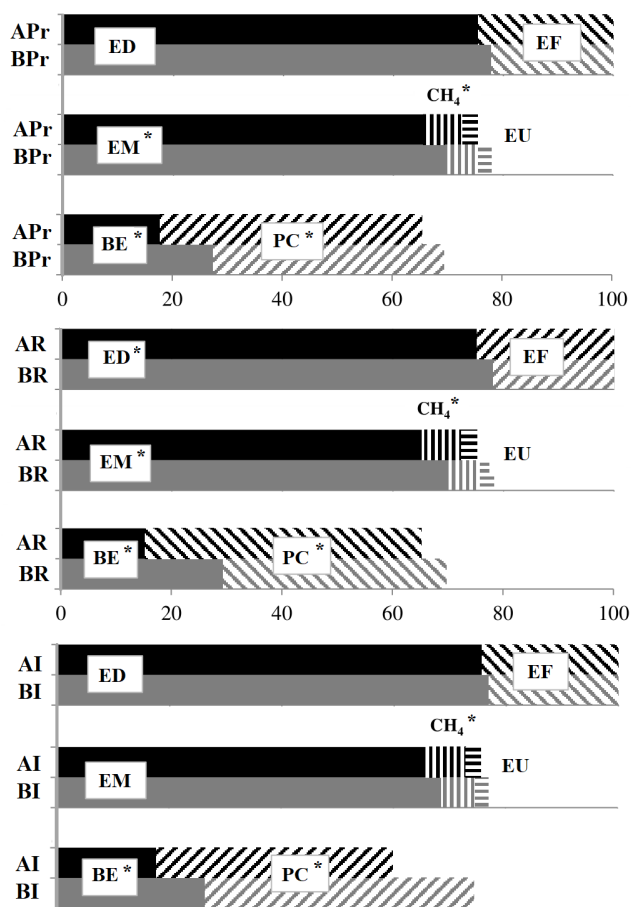 APr
BPr
ED
EF
CH₄*
APr
BPr
EM*
EU
APr
BPr
BE*
PC*
0 20 40 60 80 100
AR
BR
ED*
EF
CH₄*
AR
BR
EM*
EU
AR
BR
BE*
PC*
0 20 40 60 80 100
AI
BI
ED
EF
CH₄*
AI
BI
EM
EU
AI
BI
BE*
PC*